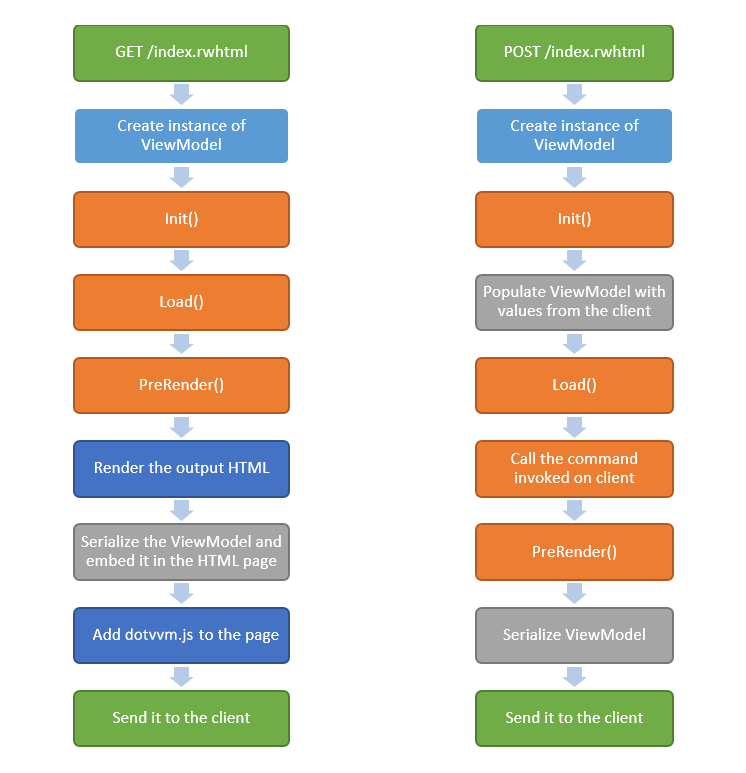 GET /index.rwhtml
Create instance of
ViewModel
Init()
Load()
PreRender()
Render the output HTML
Serialize the ViewModel and
embed it in the HTML page
Add dotvvm.js to the page
Send it to the client
POST /index.rwhtml
Create instance of
ViewModel
Init()
Populate ViewModel with
values from the client
Load()
Call the command
invoked on client
PreRender()
Serialize ViewModel
Send it to the client